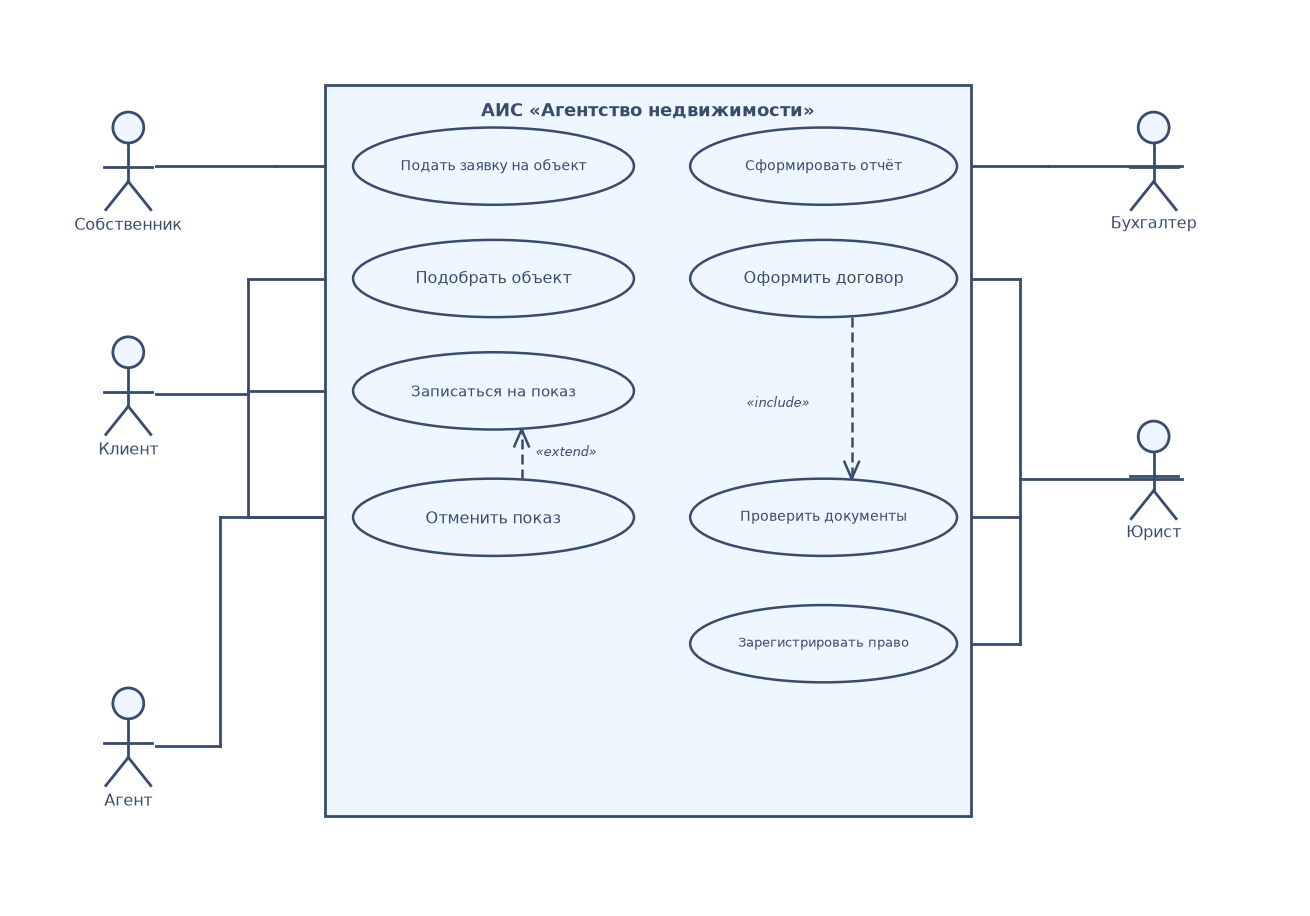 АИС «Агентство недвижимости»
Подать заявку на объект
Сформировать отчёт
Собственник
Бухгалтер
Подобрать объект
Оформить договор
Записаться на показ
«include»
Клиент
«extend»
Отменить показ
Проверить документы
Юрист
Зарегистрировать право
Агент